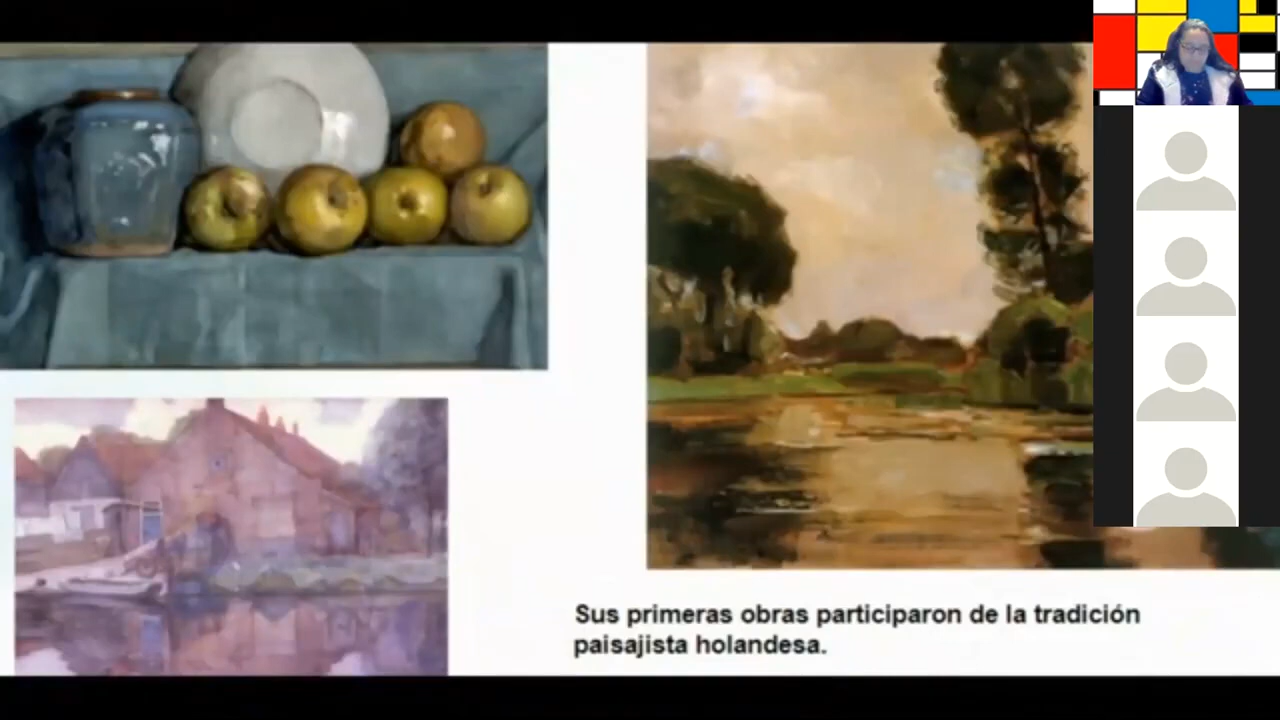 Sus primeras obras participaron de la tradición
paisajista holandesa.